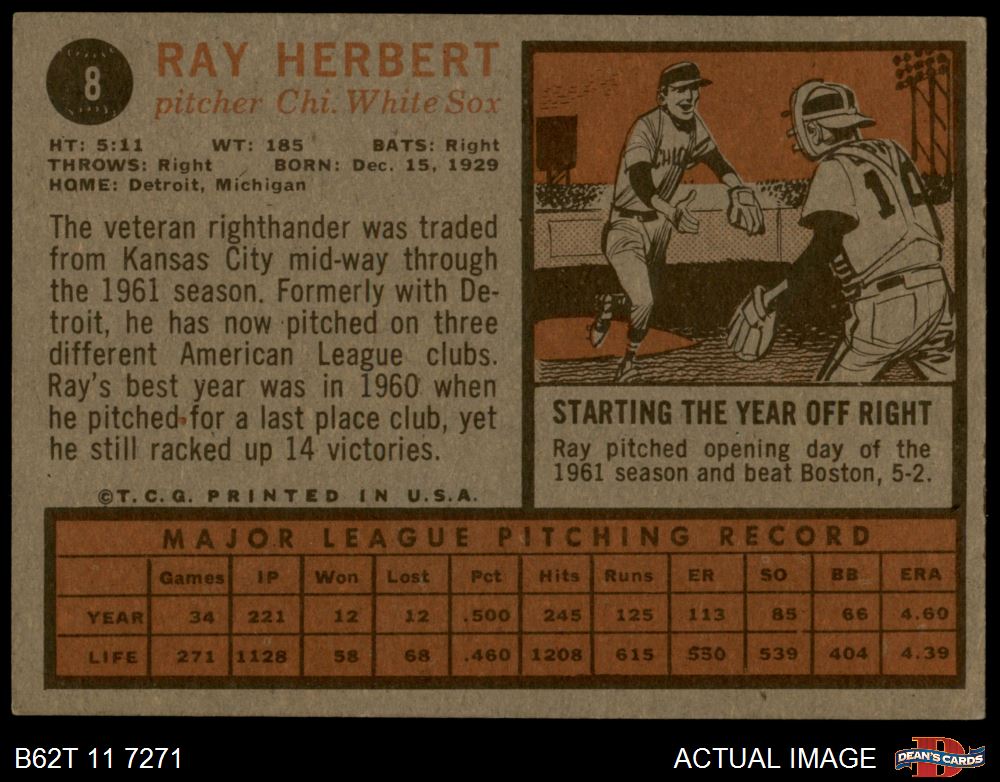 8
RAY HERBERT
pitcher Chi. White Sox
HT: 5:11 WT: 185 BATS: Right
THROWS: Right BORN: Dec. 15, 1929
HOME: Detroit, Michigan
The veteran righthander was traded
from Kansas City mid-way through
the 1961 season. Formerly with De-
troit, he has now pitched on three
different American League clubs.
Ray's best year was in 1960 when
he pitched for a last place club, yet
he still racked up 14 victories.
©T.C.G. PRINTED IN U.S.A.
CHIC
STARTING THE YEAR OFF RIGHT
Ray pitched opening day of the
1961 season and beat Boston, 5-2.
MAJOR LEAGUE PITCHING RECORD
Games IP Won Lost Pct Hits Runs ER SO BB ERA
YEAR 34 221 12 12 .500 245 125 113 85 66 4.60
LIFE 271 1128 58 68 .460 1208 615 550 539 404 4.39
B62T 11 7271
ACTUAL IMAGE
D
DEAN'S CARDS